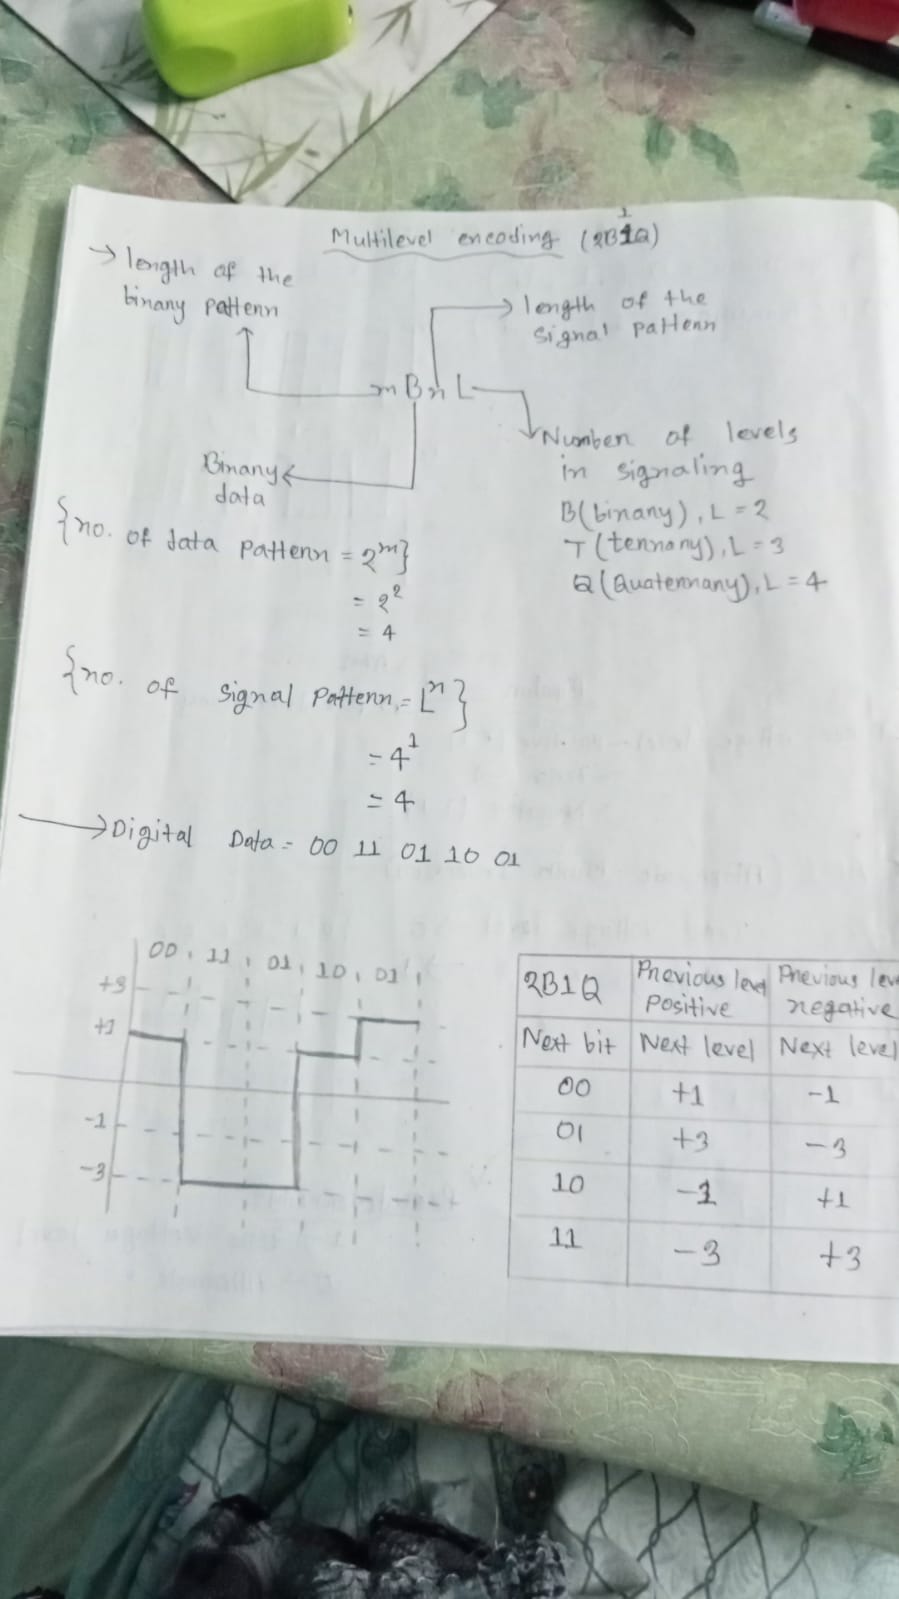 Multilevel encoding (2B1Q)
→ length of the
binary pattern
→ length of the
signal pattern
mBnL
Number of levels
in signaling
B(binary), L = 2
T(ternary), L = 3
Q(Quaternary), L = 4
Binary
data
{no. of data pattern = 2^m}
= 2^2
= 4
{no. of signal pattern = L^n}
= 4^1
= 4
→ Digital Data = 00 11 01 10 01
00 11 01 10 01
+3
+1
-1
-3
2B1Q Previous level positive Previous leve negative
Next bit Next level Next level
00 +1 -1
01 +3 -3
10 -1 +1
11 -3 +3